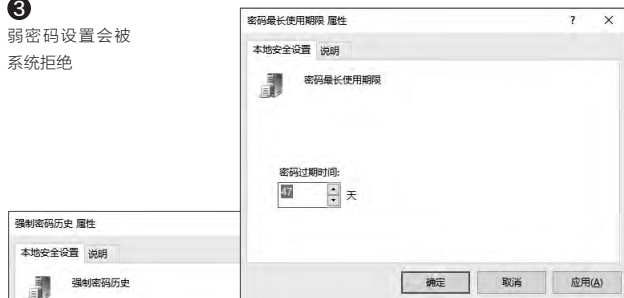 ❸
弱密码设置会被
系统拒绝
密码最长使用期限 属性
? ×
本地安全设置 说明
密码最长使用期限
密码过期时间:
47 天
确定 取消 应用(A)
强制密码历史 属性
本地安全设置 说明
强制密码历史